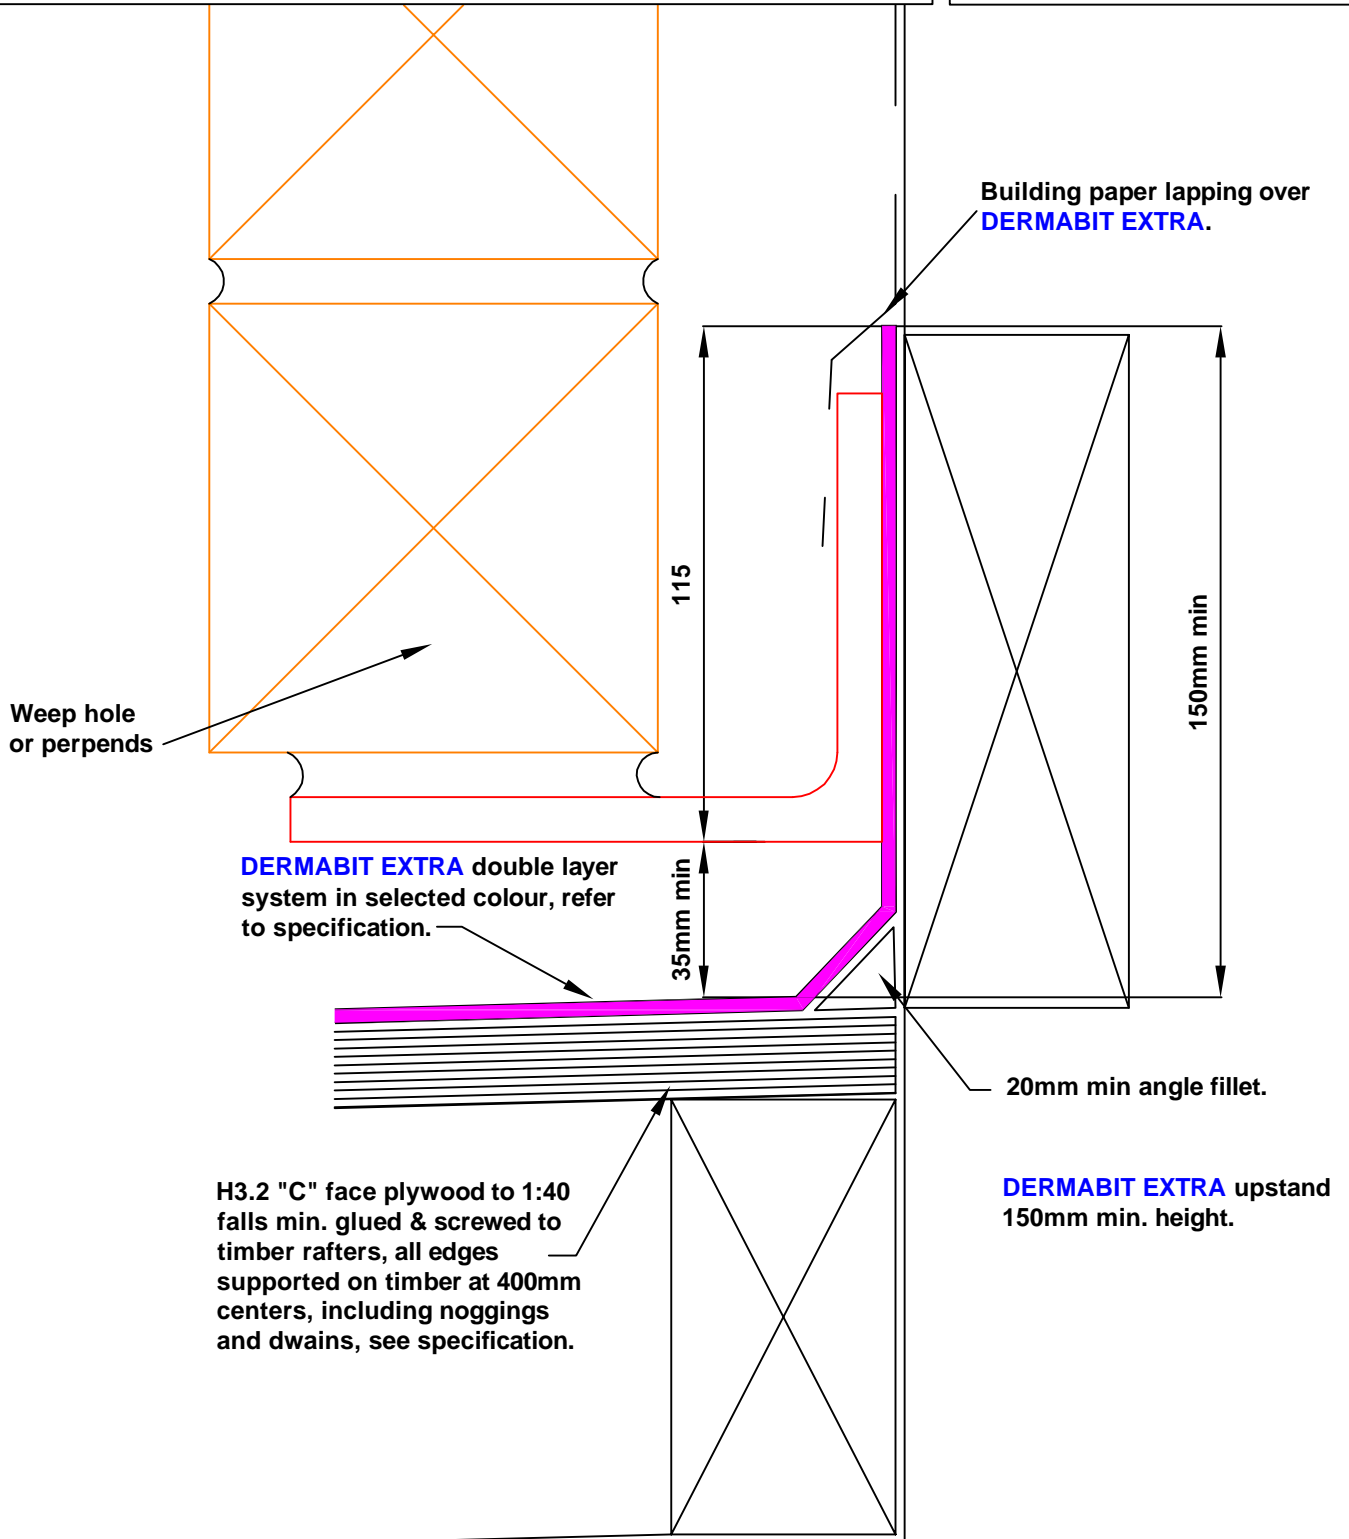 Building paper lapping over
DERMABIT EXTRA.
115
150mm min
Weep hole
or perpends
DERMABIT EXTRA double layer
system in selected colour, refer
to specification.
35mm min
20mm min angle fillet.
H3.2 "C" face plywood to 1:40
falls min. glued & screwed to
timber rafters, all edges
supported on timber at 400mm
centers, including noggings
and dwains, see specification.
DERMABIT EXTRA upstand
150mm min. height.